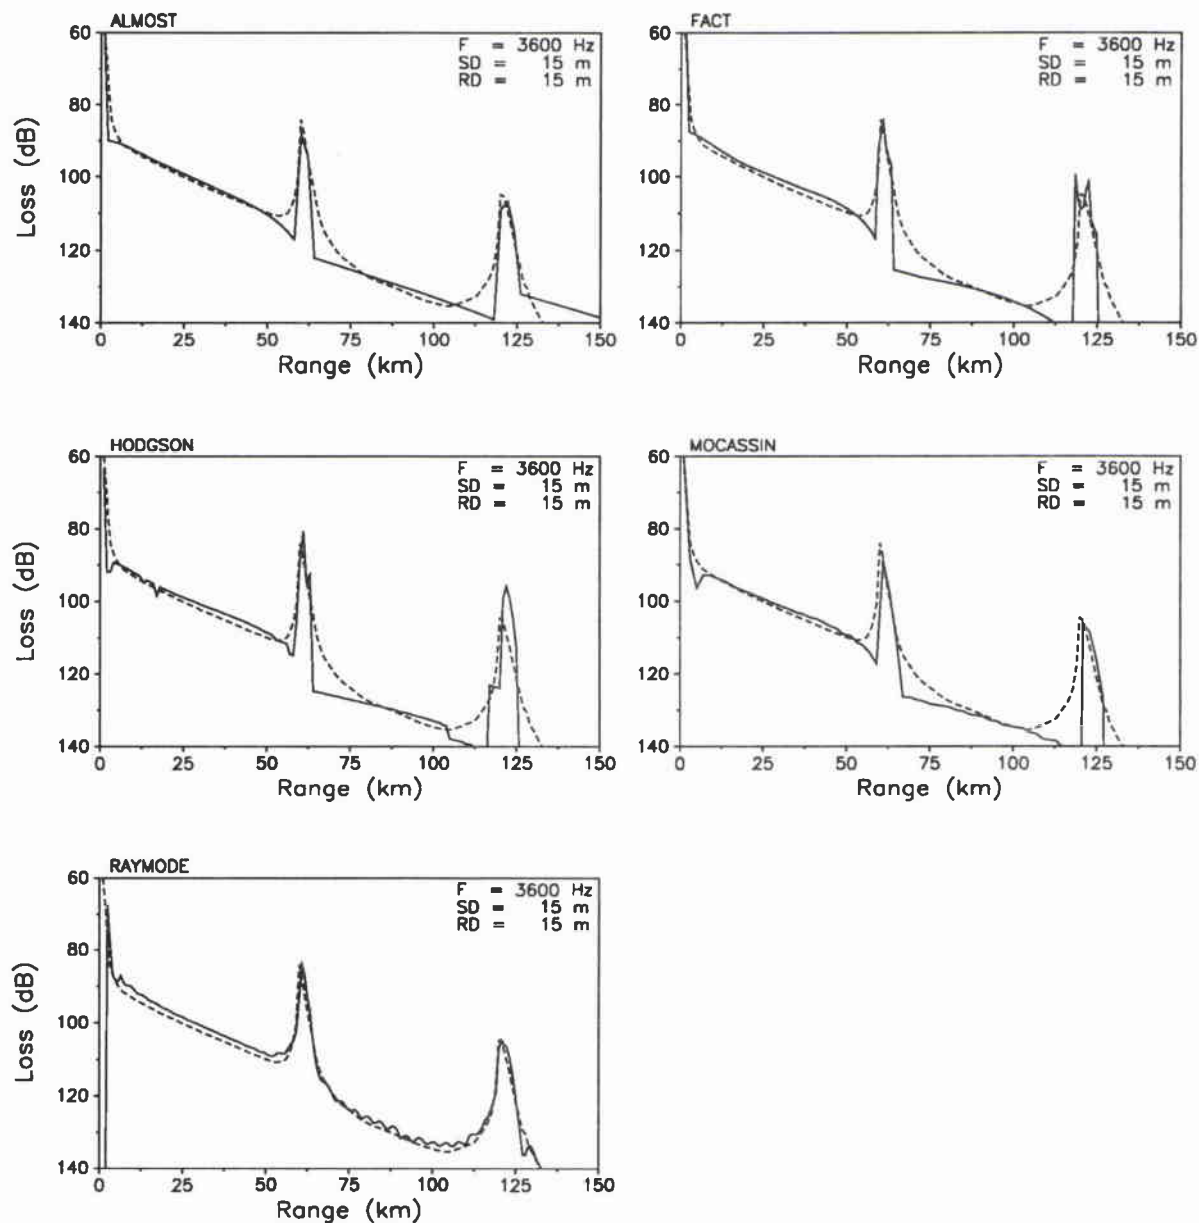 ALMOST
F = 3600 Hz
SD = 15 m
RD = 15 m
60
80
100
120
140
Loss (dB)
0 25 50 75 100 125 150
Range (km)
FACT
F = 3600 Hz
SD = 15 m
RD = 15 m
60
80
100
120
140
0 25 50 75 100 125 150
Range (km)
HODGSON
F = 3600 Hz
SD = 15 m
RD = 15 m
60
80
100
120
140
Loss (dB)
0 25 50 75 100 125 150
Range (km)
MOCASSIN
F = 3600 Hz
SD = 15 m
RD = 15 m
60
80
100
120
140
0 25 50 75 100 125 150
Range (km)
RAYMODE
F = 3600 Hz
SD = 15 m
RD = 15 m
60
80
100
120
140
Loss (dB)
0 25 50 75 100 125 150
Range (km)